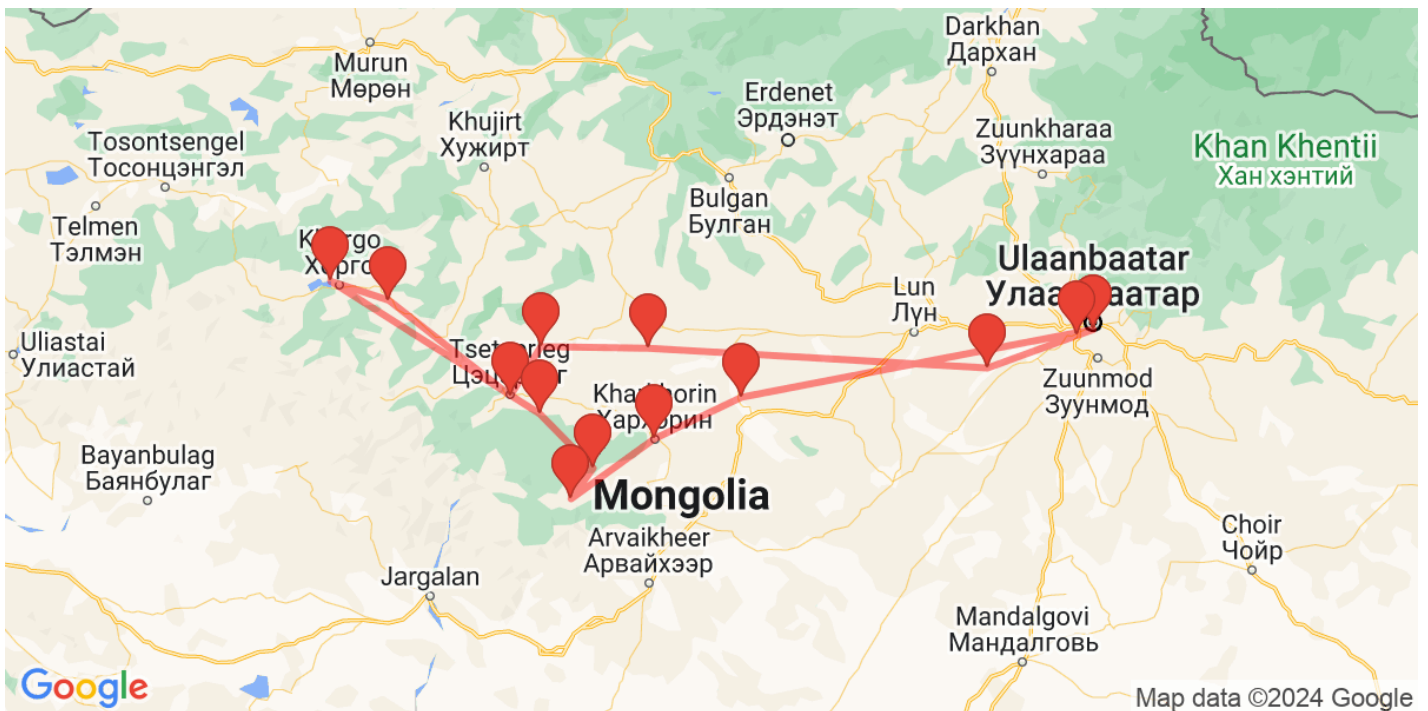 Darkhan
Дархан
Murun
Мөрөн
Erdenet
Эрдэнэт
Khujirt
Хужирт
Zuunkharaa
Зүүнхараа
Khan Khentii
Хан хэнтий
Tosontsengel
Тосонцэнгэл
Bulgan
Булган
Telmen
Тэлмэн
Ulaanbaatar
Lun
Лүн
Uliastai
Улиастай
Zuunmod
Зуунмод
Bayanbulag
Баянбулаг
Mongolia
Choir
Чойр
Arvaikheer
Арвайхээр
Jargalan
Mandalgovi
Мандалговь
Google
Map data ©2024 Google